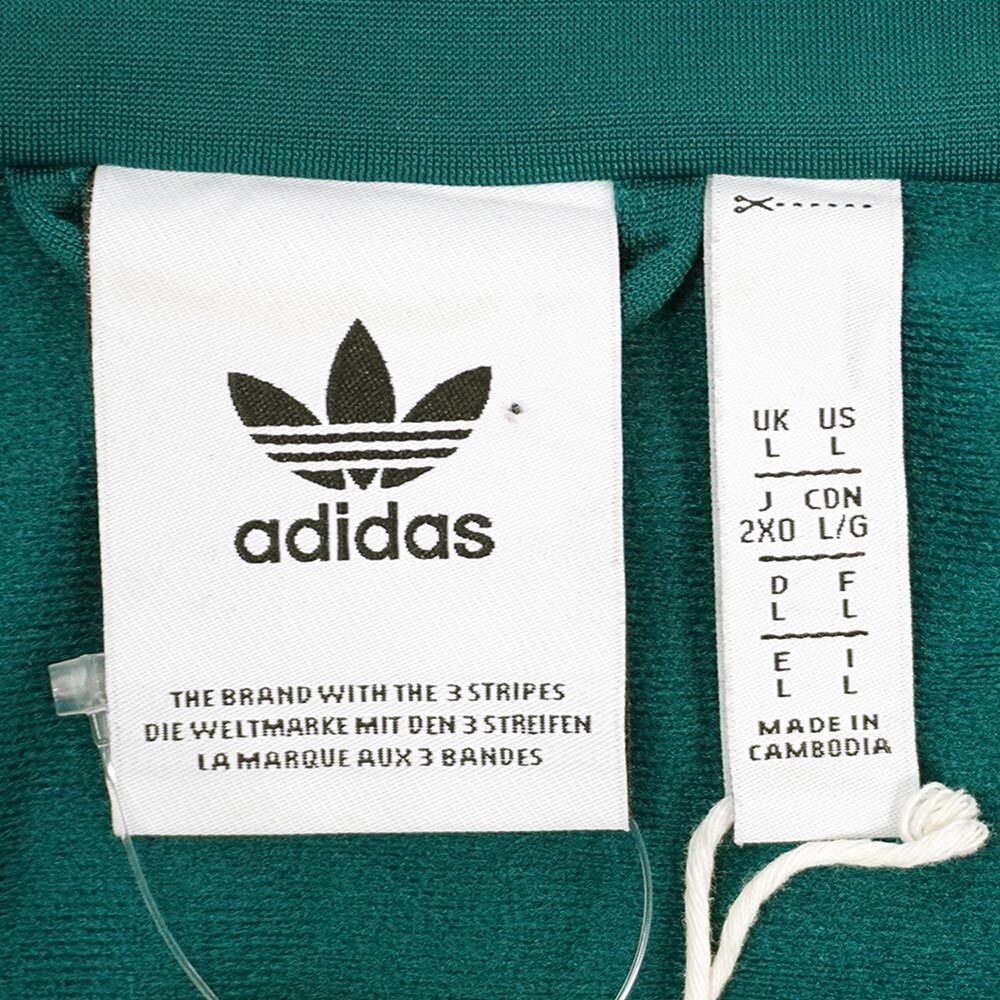 adidas
THE BRAND WITH THE 3 STRIPES
DIE WELTMARKE MIT DEN 3 STREIFEN
LA MARQUE AUX 3 BANDES
UK US
L L
J CDN
2XO L/G
D F
L L
E I
L L
MADE IN
CAMBODIA